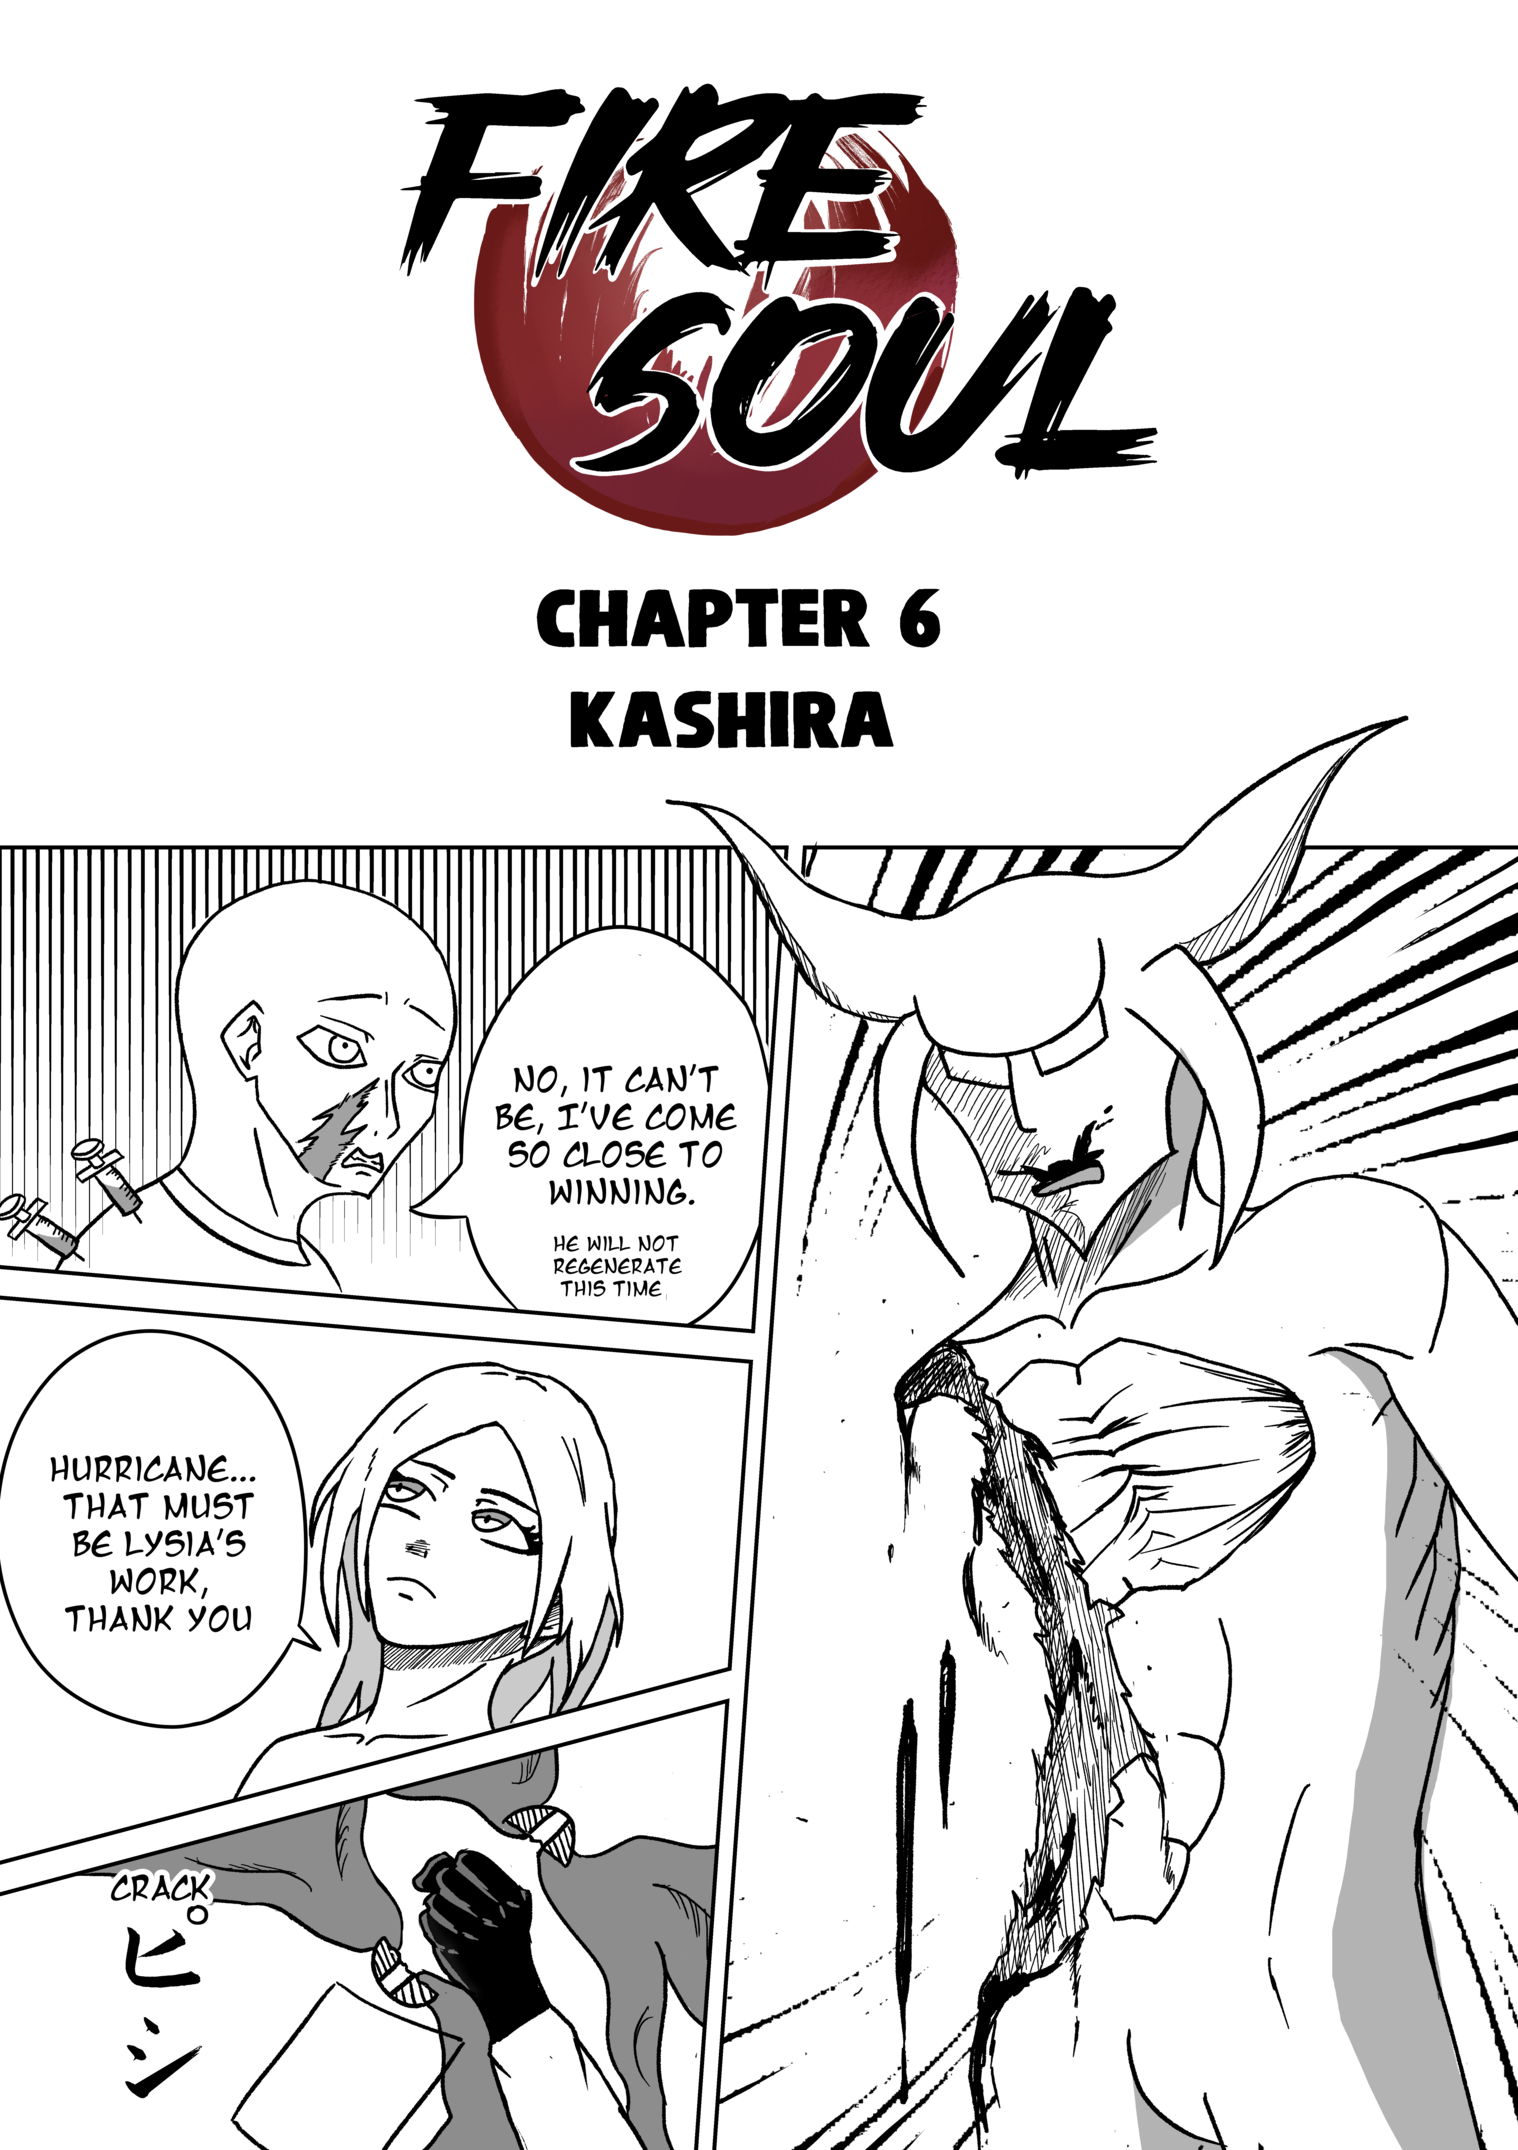 FIRE
SOUL
CHAPTER 6
KASHIRA
NO, IT CAN'T
BE, I'VE COME
SO CLOSE TO
WINNING.
HE WILL NOT
REGENERATE
THIS TIME
HURRICANE...
THAT MUST
BE LYSIA'S
WORK,
THANK YOU
CRACK
ヒシ